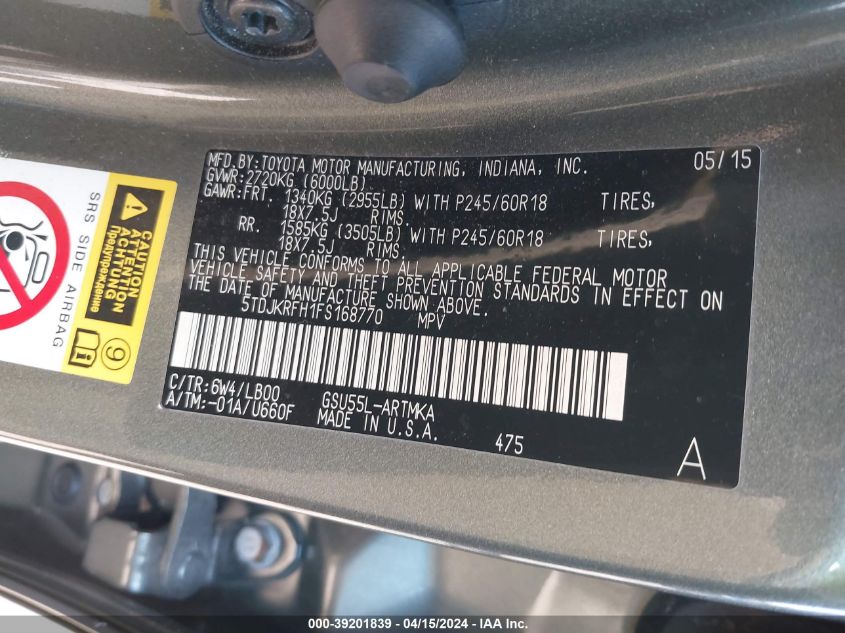 MFD.BY:TOYOTA MOTOR MANUFACTURING, INDIANA, INC. 05/15
GVWR:2720KG (6000LB)
GAWR:FRT. 1340KG (2955LB) WITH P245/60R18 TIRES,
18X7.5J RIMS,
RR. 1585KG (3505LB) WITH P245/60R18 TIRES,
18X7.5J RIMS.
THIS VEHICLE CONFORMS TO ALL APPLICABLE FEDERAL MOTOR
VEHICLE SAFETY AND THEFT PREVENTION STANDARDS IN EFFECT ON
THE DATE OF MANUFACTURE SHOWN ABOVE.
5TDJKRFH1FS168770 MPV
C/TR:6W4/LB00 GSU55L-ARTMKA
A/TM:-01A/U660F MADE IN U.S.A.
475
A
SRS SIDE AIRBAG
CAUTION
ATTENTION
ACHTUNG
Предупреждение
9
000-39201839 - 04/15/2024 - IAA Inc.